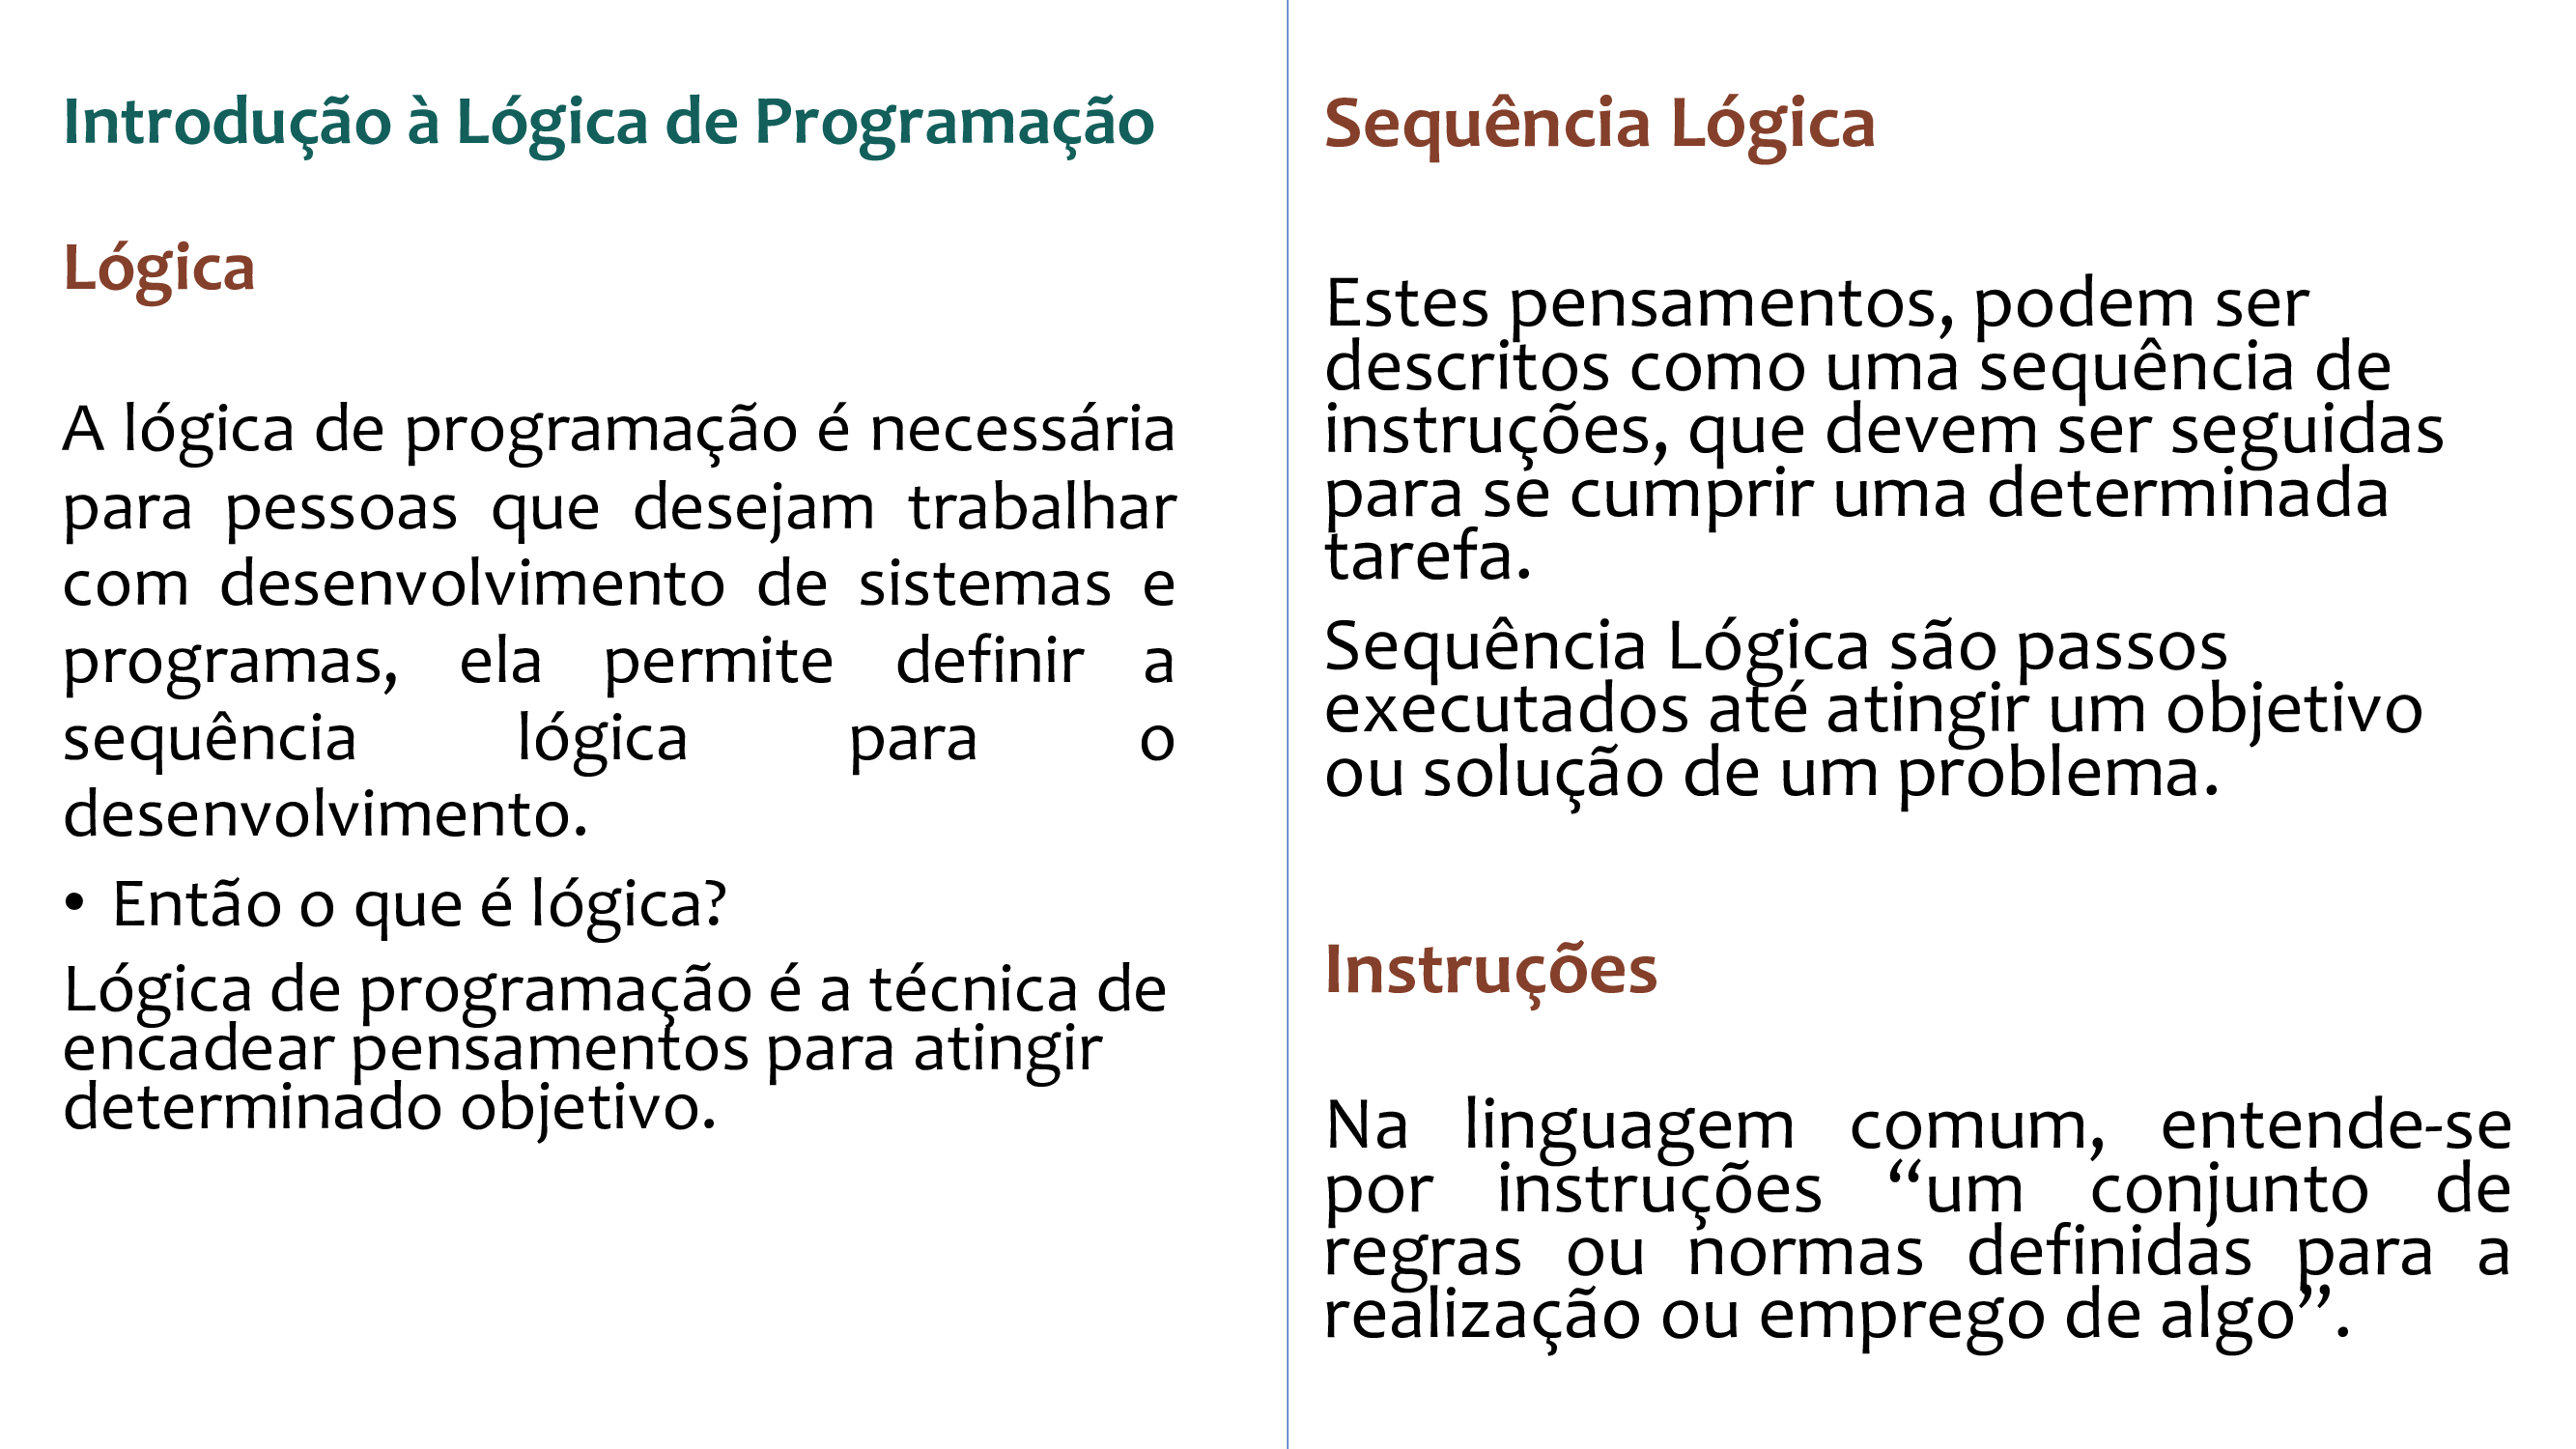 Introdução à Lógica de Programação
Lógica
A lógica de programação é necessária
para pessoas que desejam trabalhar
com desenvolvimento de sistemas e
programas, ela permite definir a
sequência lógica para o
desenvolvimento.
• Então o que é lógica?
Lógica de programação é a técnica de
encadear pensamentos para atingir
determinado objetivo.
Sequência Lógica
Estes pensamentos, podem ser
descritos como uma sequência de
instruções, que devem ser seguidas
para se cumprir uma determinada
tarefa.
Sequência Lógica são passos
executados até atingir um objetivo
ou solução de um problema.
Instruções
Na linguagem comum, entende-se
por instruções “um conjunto de
regras ou normas definidas para a
realização ou emprego de algo”.